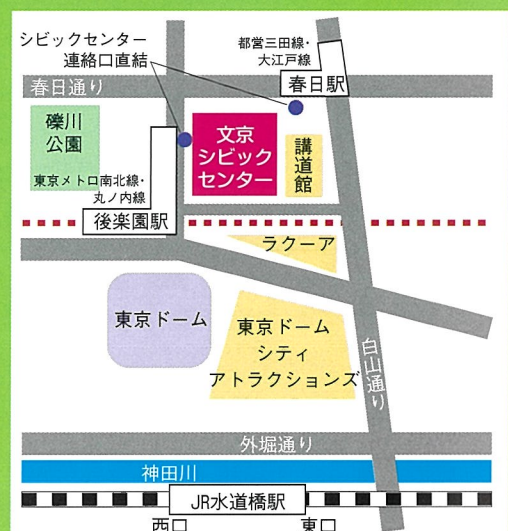 シビックセンター
連絡口直結
都営三田線・
大江戸線
春日駅
春日通り
礫川
公園
文京
シビック
センター
講道館
東京メトロ南北線・
丸ノ内線
後楽園駅
ラクーア
東京ドーム
東京ドーム
シティ
アトラクションズ
白山通り
外堀通り
神田川
JR水道橋駅
西口
東口